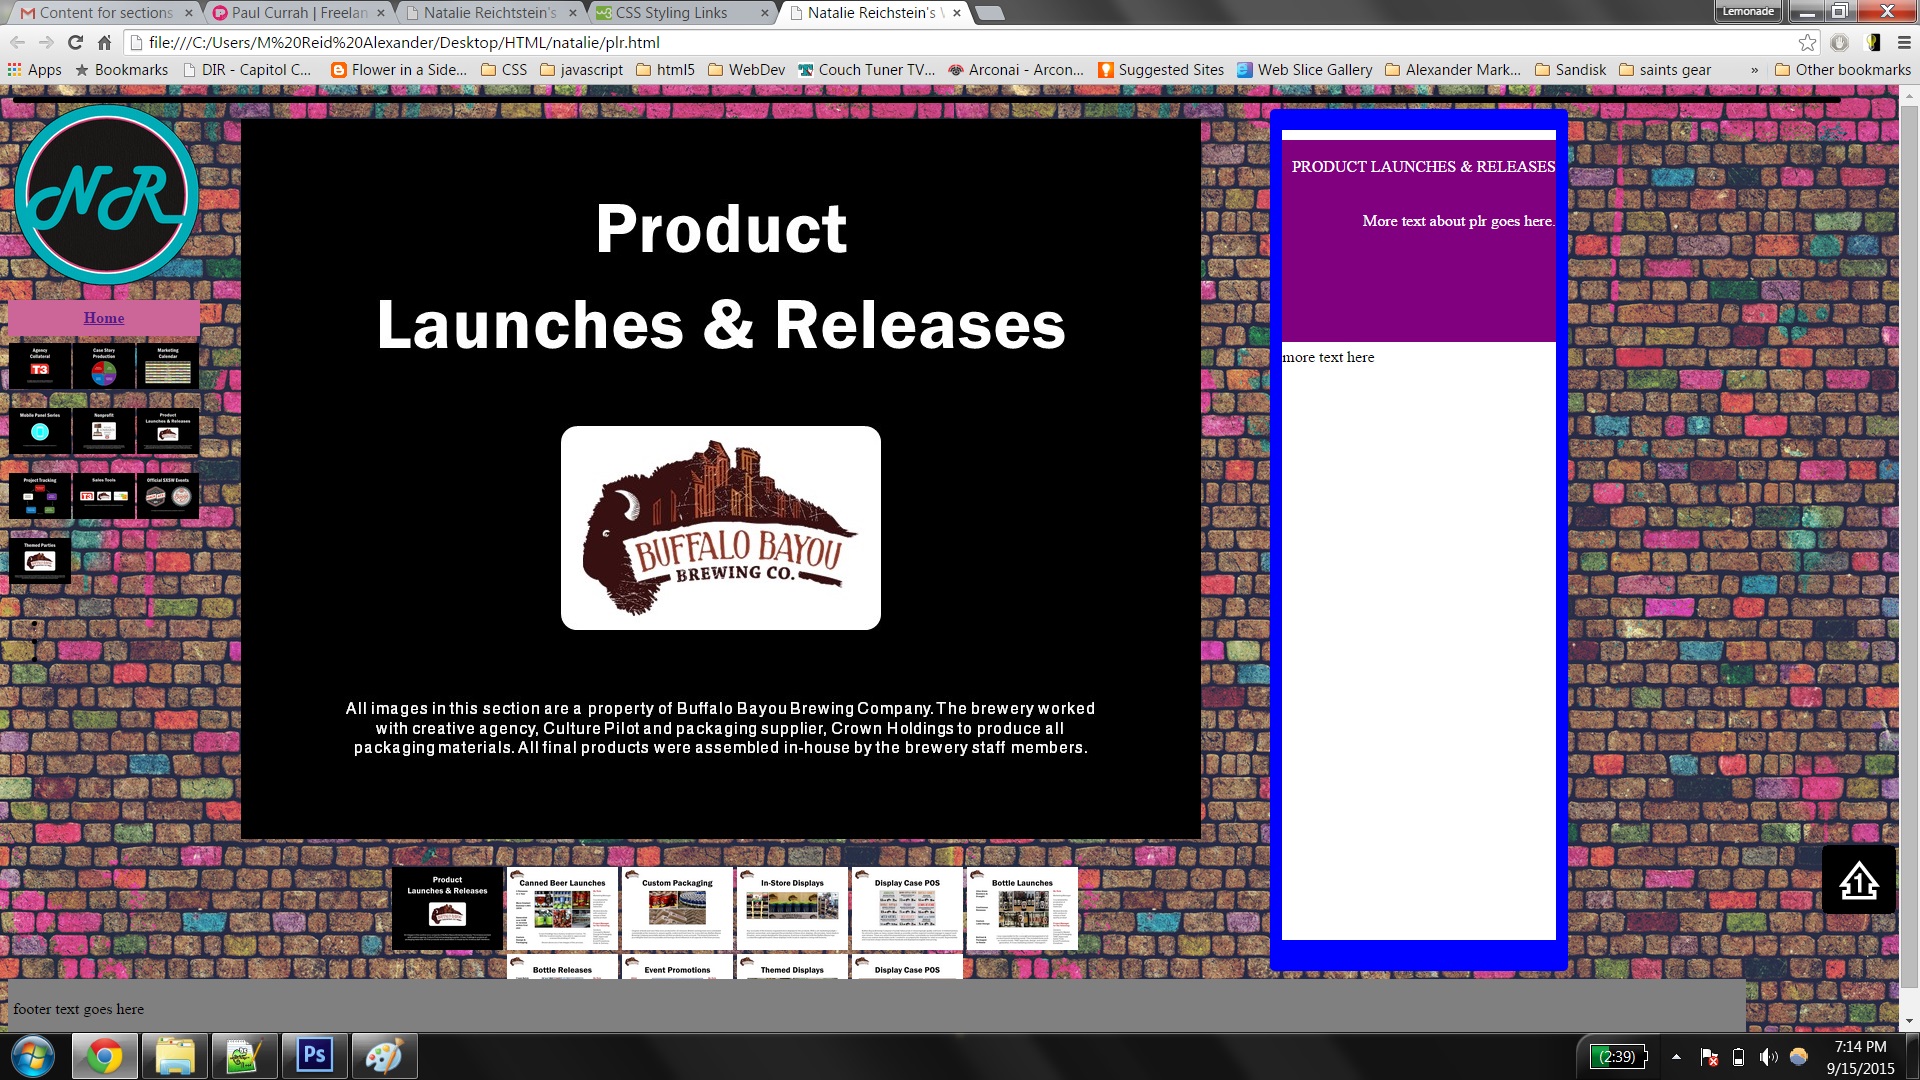 Content for sections
Paul Currah | Freelan
Natalie Reichtstein's
CSS Styling Links
Natalie Reichstein's
Lemonade
file:///C:/Users/M%20Reid%20Alexander/Desktop/HTML/natalie/plr.html
Apps
Bookmarks
DIR - Capitol C...
Flower in a Side...
CSS
javascript
html5
WebDev
Couch Tuner TV...
Arconai - Arcon...
Suggested Sites
Web Slice Gallery
Alexander Mark...
Sandisk
saints gear
»
Other bookmarks
NR
Home
Agency
Collateral
T3
Case Story
Production
Marketing
Calendar
Mobile Panel Series
Nonprofit
Product
Launches & Releases
Project Tracking
Sales Tools
T3
Official SXSW Events
Themed Parties
Product
Launches & Releases
BUFFALO BAYOU
BREWING CO.
All images in this section are a property of Buffalo Bayou Brewing Company. The brewery worked
with creative agency, Culture Pilot and packaging supplier, Crown Holdings to produce all
packaging materials. All final products were assembled in-house by the brewery staff members.
PRODUCT LAUNCHES & RELEASES
More text about plr goes here.
more text here
Product
Launches & Releases
Canned Beer Launches
Custom Packaging
In-Store Displays
Display Case POS
Bottle Launches
Bottle Releases
Event Promotions
Themed Displays
Display Case POS
1
footer text goes here
Ps
(2:39)
7:14 PM
9/15/2015